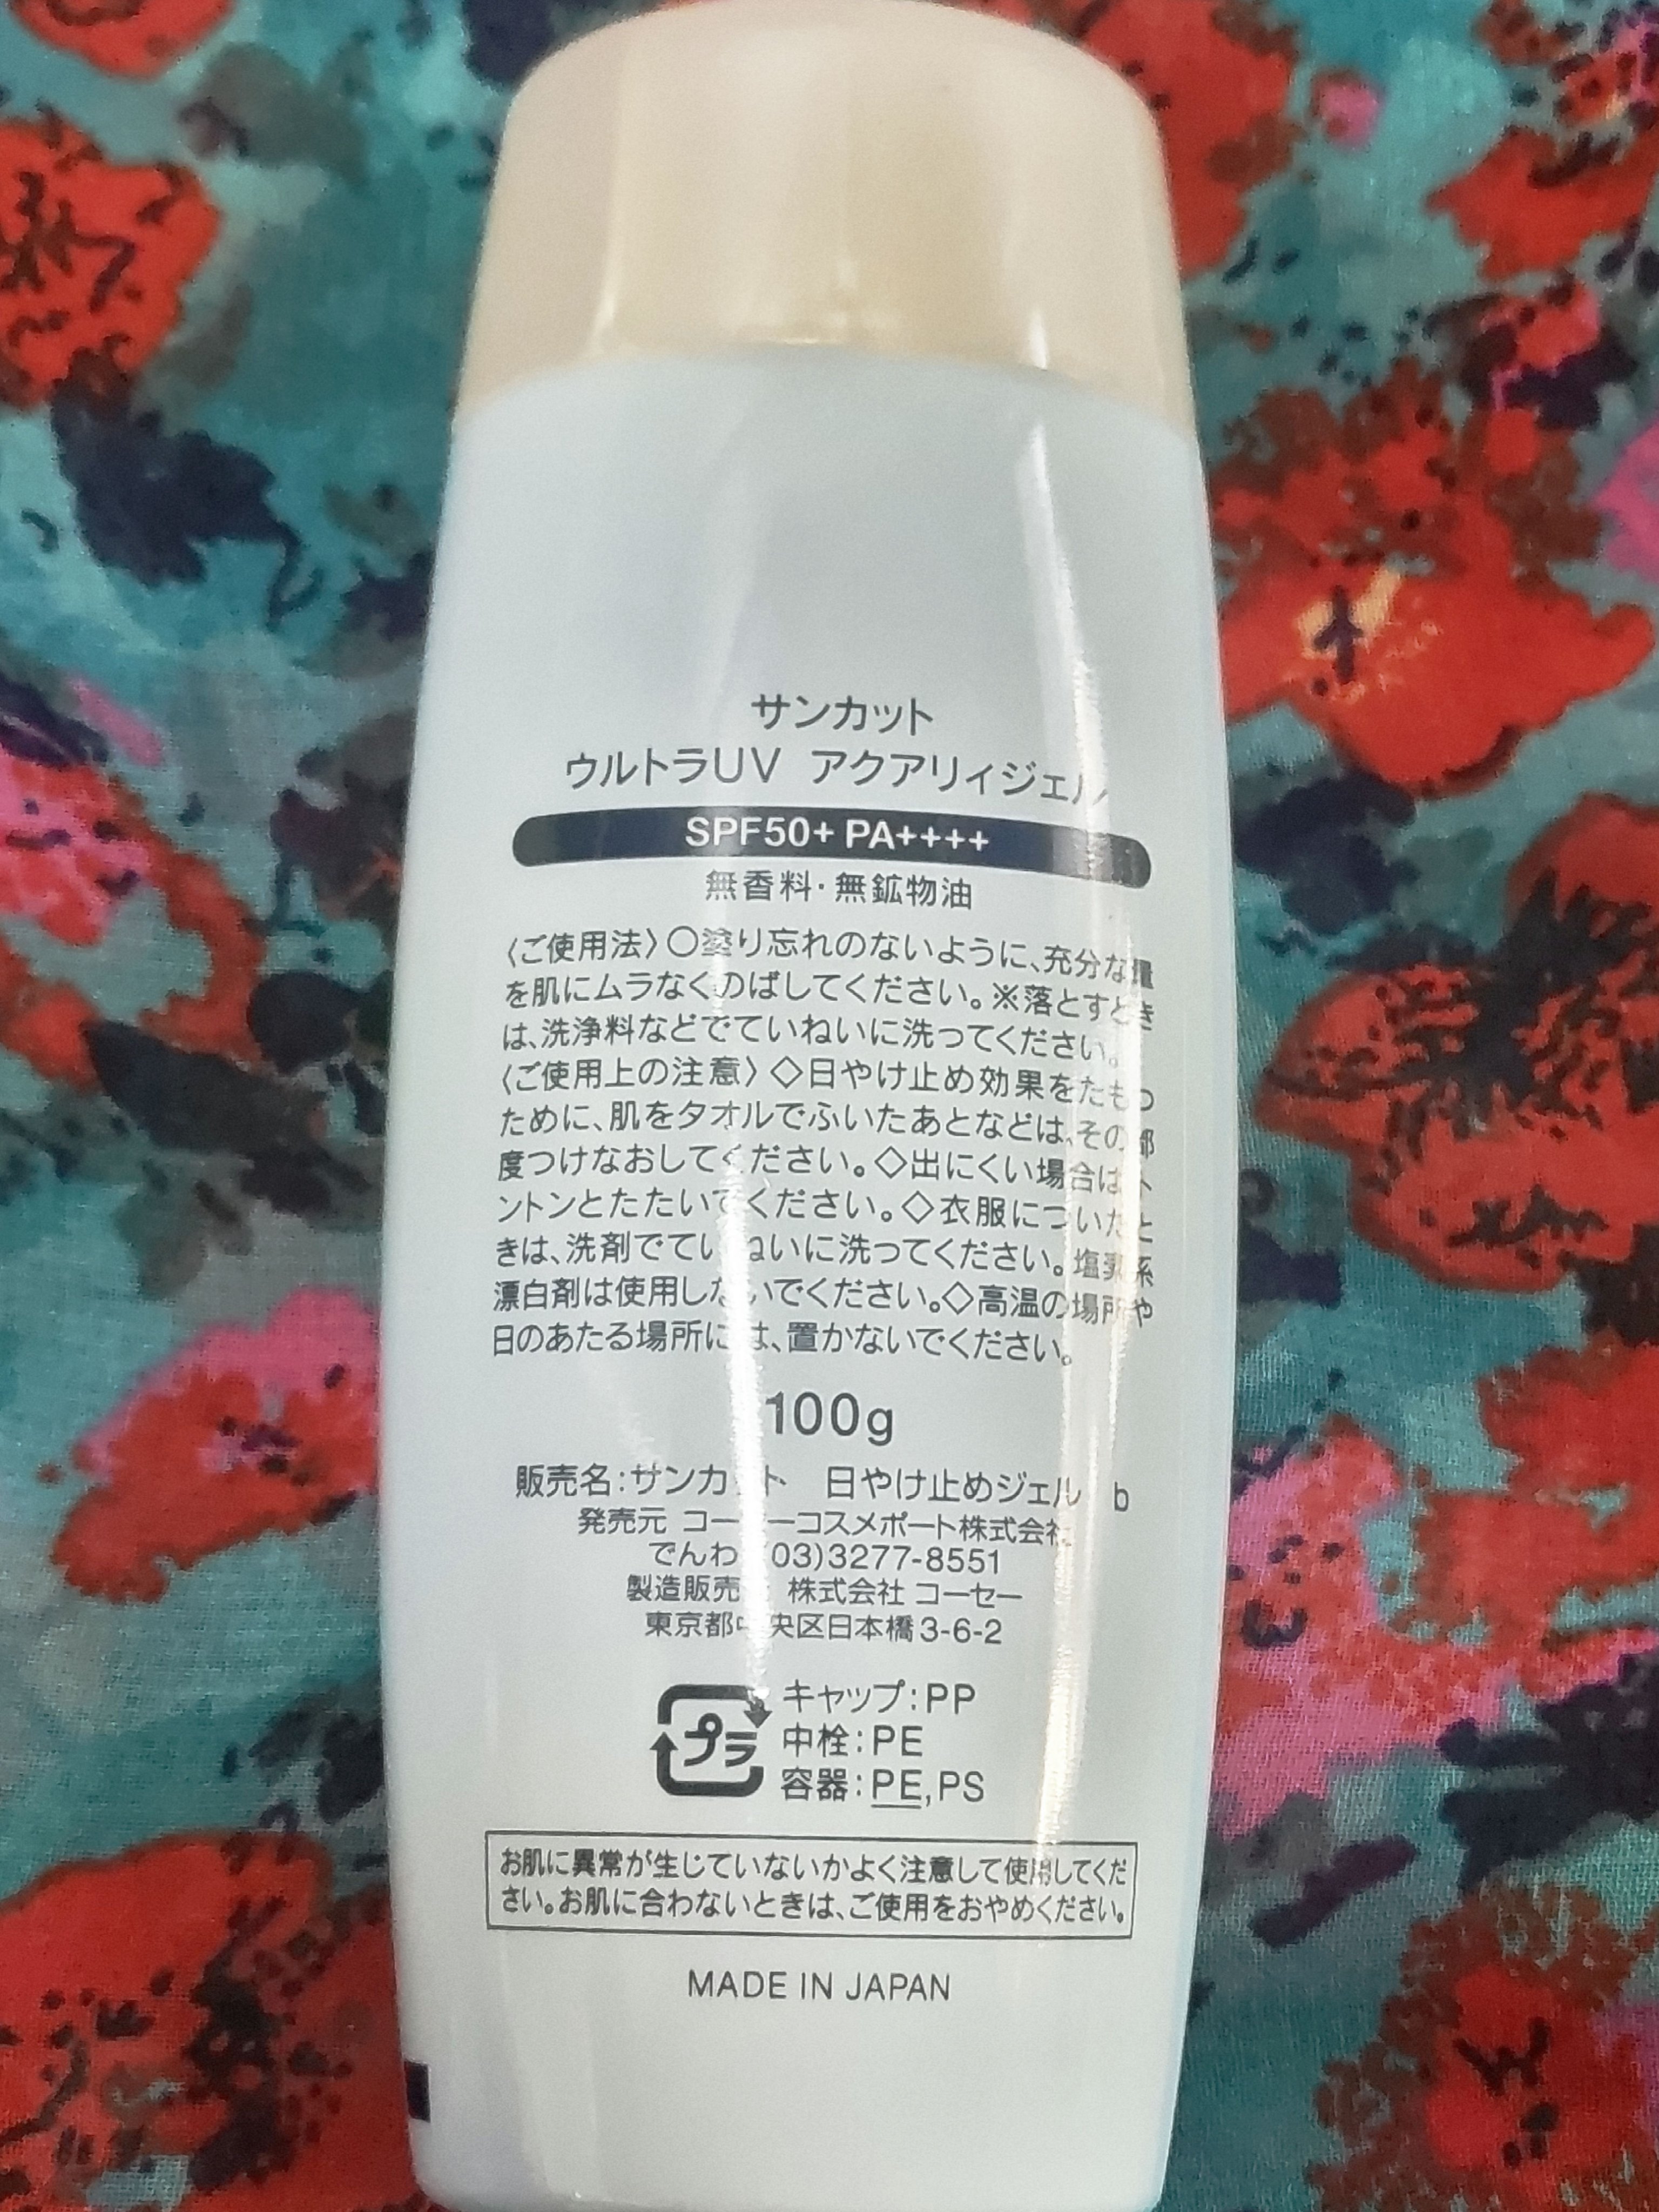 サンカット
ウルトラUV アクアリィジェル
SPF50+ PA++++
無香料・無鉱物油
〈ご使用法〉〇塗り忘れのないように、充分な量
を肌にムラなくのばしてください。※落とすとき
は、洗浄料などでていねいに洗ってください。
〈ご使用上の注意〉◇日やけ止め効果をたもつ
ために、肌をタオルでふいたあとなどは、その都
度つけなおしてください。◇出にくい場合はト
ントンとたたいてください。◇衣服についたと
きは、洗剤でていねいに洗ってください。塩素系
漂白剤は使用しないでください。◇高温の場所や
日のあたる場所には、置かないでください。
100g
販売名:サンカット 日やけ止めジェル b
発売元 コーセーコスメポート株式会社
でんわ (03)3277-8551
製造販売元 株式会社 コーセー
東京都中央区日本橋3-6-2
プラ
キャップ:PP
中栓:PE
容器:PE,PS
お肌に異常が生じていないかよく注意して使用してくだ
さい。お肌に合わないときは、ご使用をおやめください。
MADE IN JAPAN